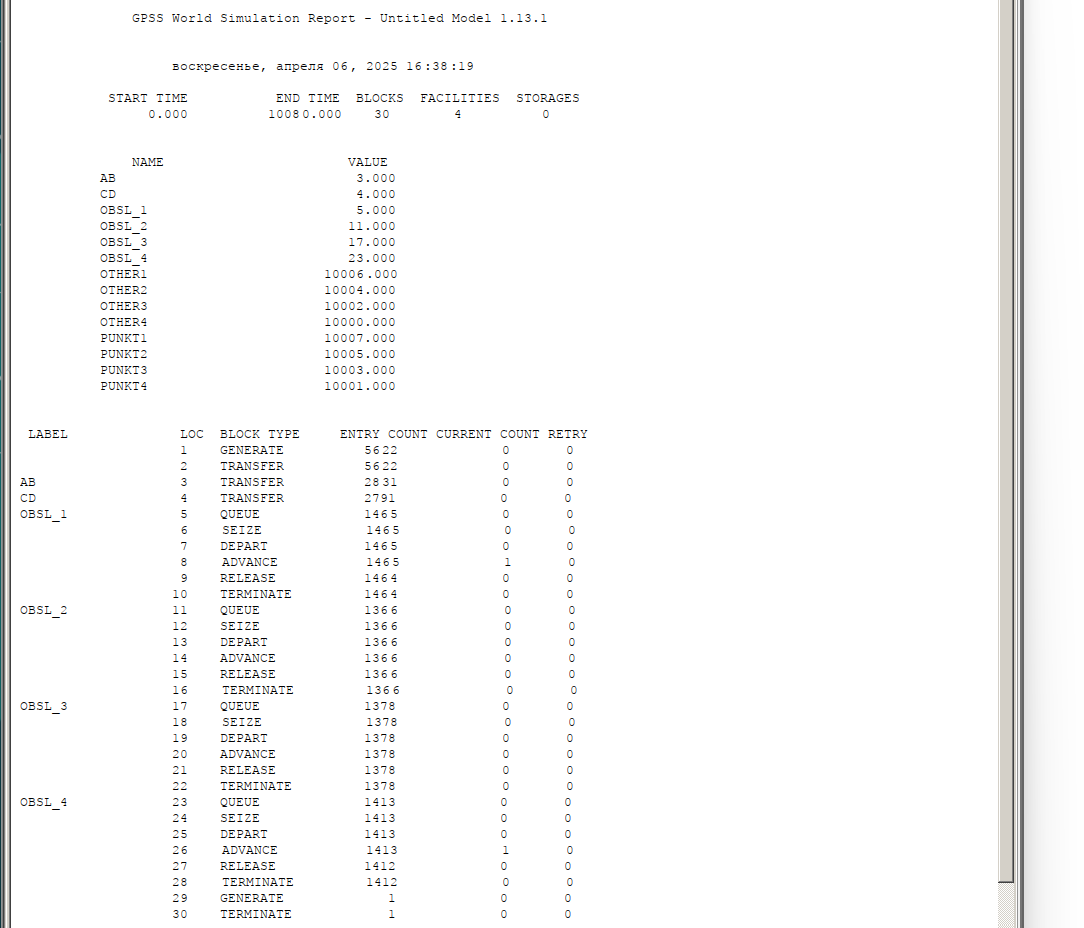 GPSS World Simulation Report - Untitled Model 1.13.1
воскресенье, апреля 06, 2025 16:38:19
START TIME END TIME BLOCKS FACILITIES STORAGES
0.000 10080.000 30 4 0
NAME VALUE
AB 3.000
CD 4.000
OBSL_1 5.000
OBSL_2 11.000
OBSL_3 17.000
OBSL_4 23.000
OTHER1 10006.000
OTHER2 10004.000
OTHER3 10002.000
OTHER4 10000.000
PUNKT1 10007.000
PUNKT2 10005.000
PUNKT3 10003.000
PUNKT4 10001.000
LABEL LOC BLOCK TYPE ENTRY COUNT CURRENT COUNT RETRY
1 GENERATE 5622 0 0
2 TRANSFER 5622 0 0
AB 3 TRANSFER 2831 0 0
CD 4 TRANSFER 2791 0 0
OBSL_1 5 QUEUE 1465 0 0
6 SEIZE 1465 0 0
7 DEPART 1465 0 0
8 ADVANCE 1465 1 0
9 RELEASE 1464 0 0
10 TERMINATE 1464 0 0
OBSL_2 11 QUEUE 1366 0 0
12 SEIZE 1366 0 0
13 DEPART 1366 0 0
14 ADVANCE 1366 0 0
15 RELEASE 1366 0 0
16 TERMINATE 1366 0 0
OBSL_3 17 QUEUE 1378 0 0
18 SEIZE 1378 0 0
19 DEPART 1378 0 0
20 ADVANCE 1378 0 0
21 RELEASE 1378 0 0
22 TERMINATE 1378 0 0
OBSL_4 23 QUEUE 1413 0 0
24 SEIZE 1413 0 0
25 DEPART 1413 0 0
26 ADVANCE 1413 1 0
27 RELEASE 1412 0 0
28 TERMINATE 1412 0 0
29 GENERATE 1 0 0
30 TERMINATE 1 0 0